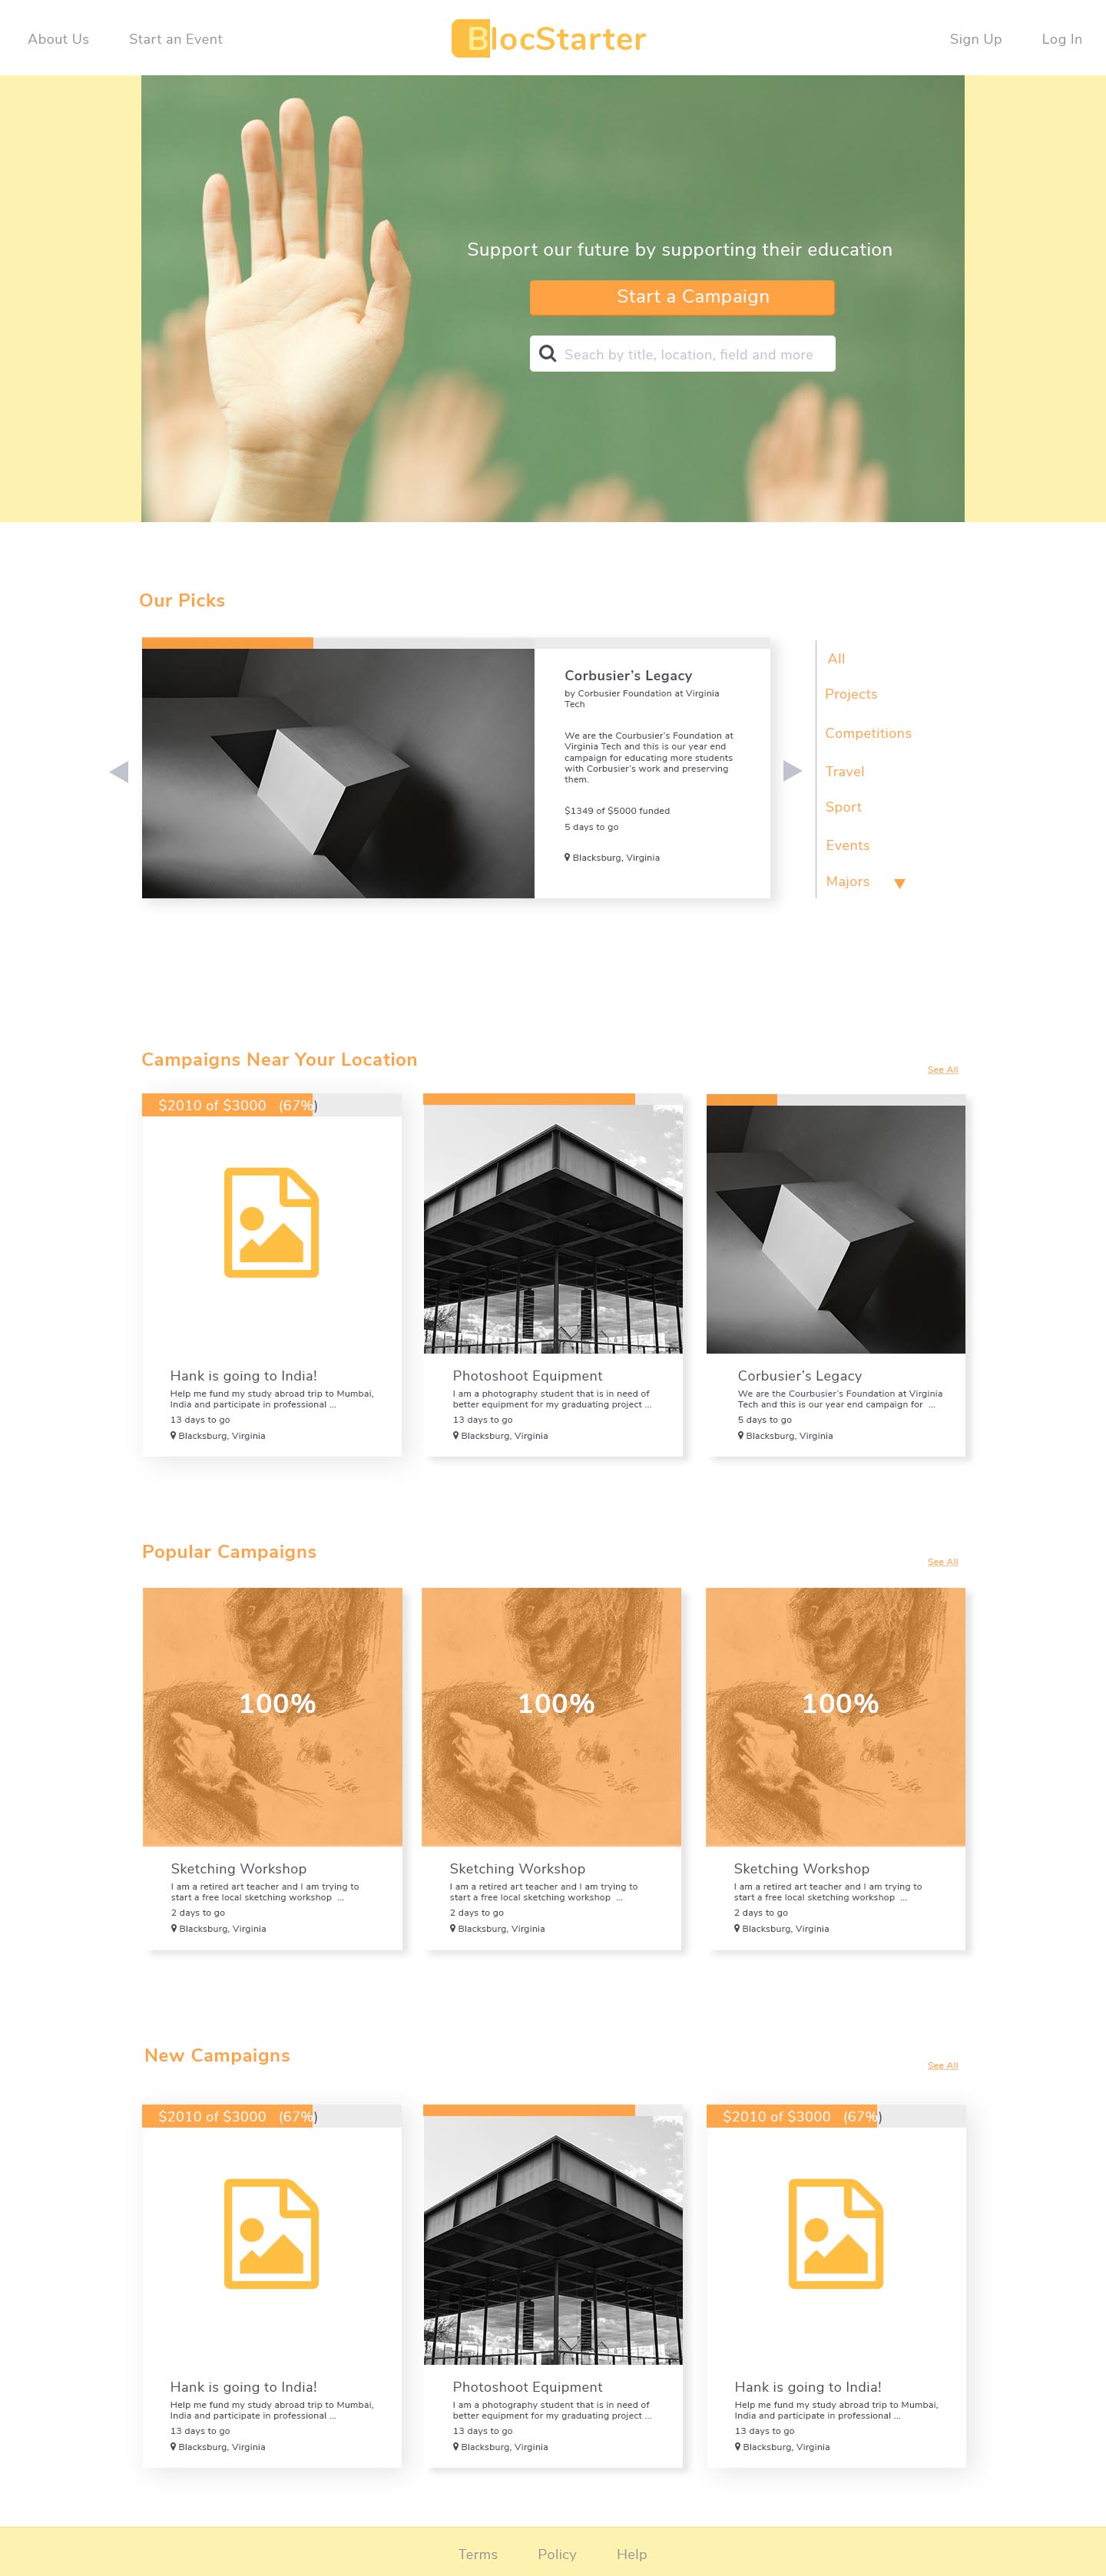 About Us
Start an Event
BlocStarter
Sign Up
Log In
Support our future by supporting their education
Start a Campaign
Seach by title, location, field and more
Our Picks
Corbusier's Legacy
by Corbusier Foundation at Virginia
Tech
We are the Courbusier's Foundation at
Virginia Tech and this is our year end
campaign for educating more students
with Corbusier's work and preserving
them.
$1349 of $5000 funded
5 days to go
Blacksburg, Virginia
All
Projects
Competitions
Travel
Sport
Events
Majors
Campaigns Near Your Location
See All
$2010 of $3000 (67%)
Hank is going to India!
Help me fund my study abroad trip to Mumbai,
India and participate in professional ...
13 days to go
Blacksburg, Virginia
Photoshoot Equipment
I am a photography student that is in need of
better equipment for my graduating project ...
13 days to go
Blacksburg, Virginia
Corbusier's Legacy
We are the Courbusier's Foundation at Virginia
Tech and this is our year end campaign for ...
5 days to go
Blacksburg, Virginia
Popular Campaigns
See All
100%
Sketching Workshop
I am a retired art teacher and I am trying to
start a free local sketching workshop ...
2 days to go
Blacksburg, Virginia
100%
Sketching Workshop
I am a retired art teacher and I am trying to
start a free local sketching workshop ...
2 days to go
Blacksburg, Virginia
100%
Sketching Workshop
I am a retired art teacher and I am trying to
start a free local sketching workshop ...
2 days to go
Blacksburg, Virginia
New Campaigns
See All
$2010 of $3000 (67%)
Hank is going to India!
Help me fund my study abroad trip to Mumbai,
India and participate in professional ...
13 days to go
Blacksburg, Virginia
Photoshoot Equipment
I am a photography student that is in need of
better equipment for my graduating project ...
13 days to go
Blacksburg, Virginia
$2010 of $3000 (67%)
Hank is going to India!
Help me fund my study abroad trip to Mumbai,
India and participate in professional ...
13 days to go
Blacksburg, Virginia
Terms
Policy
Help